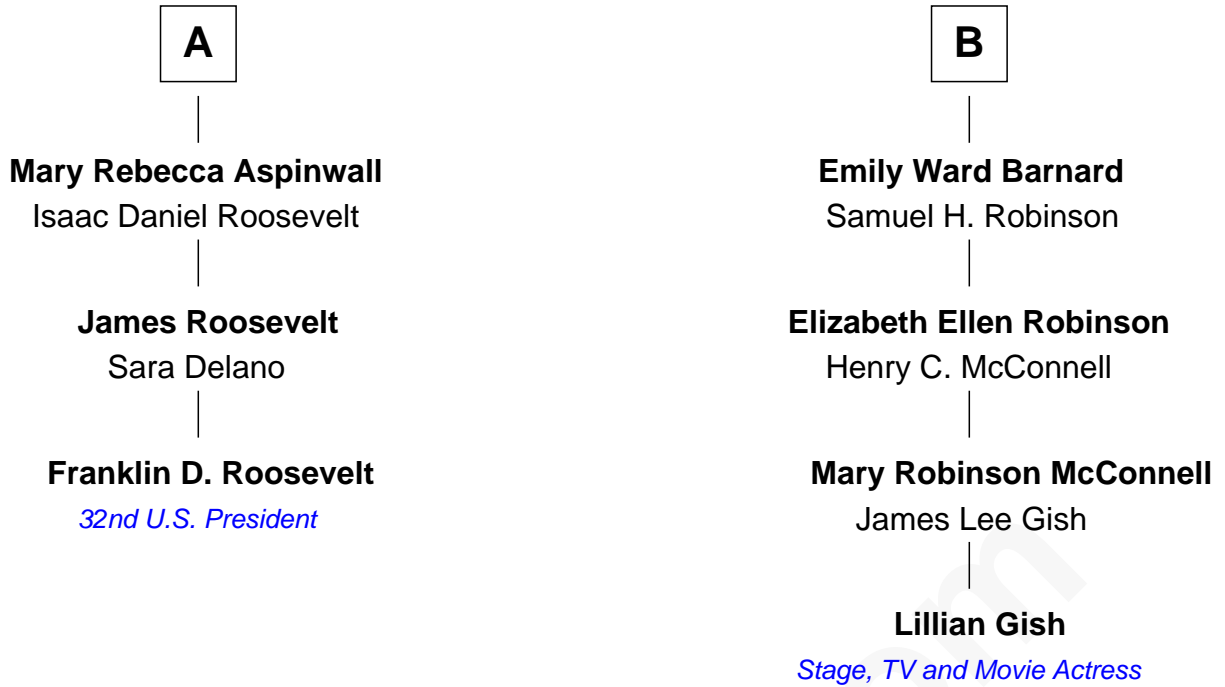 A
Mary Rebecca Aspinwall
Isaac Daniel Roosevelt
James Roosevelt
Sara Delano
Franklin D. Roosevelt
32nd U.S. President
B
Emily Ward Barnard
Samuel H. Robinson
Elizabeth Ellen Robinson
Henry C. McConnell
Mary Robinson McConnell
James Lee Gish
Lillian Gish
Stage, TV and Movie Actress